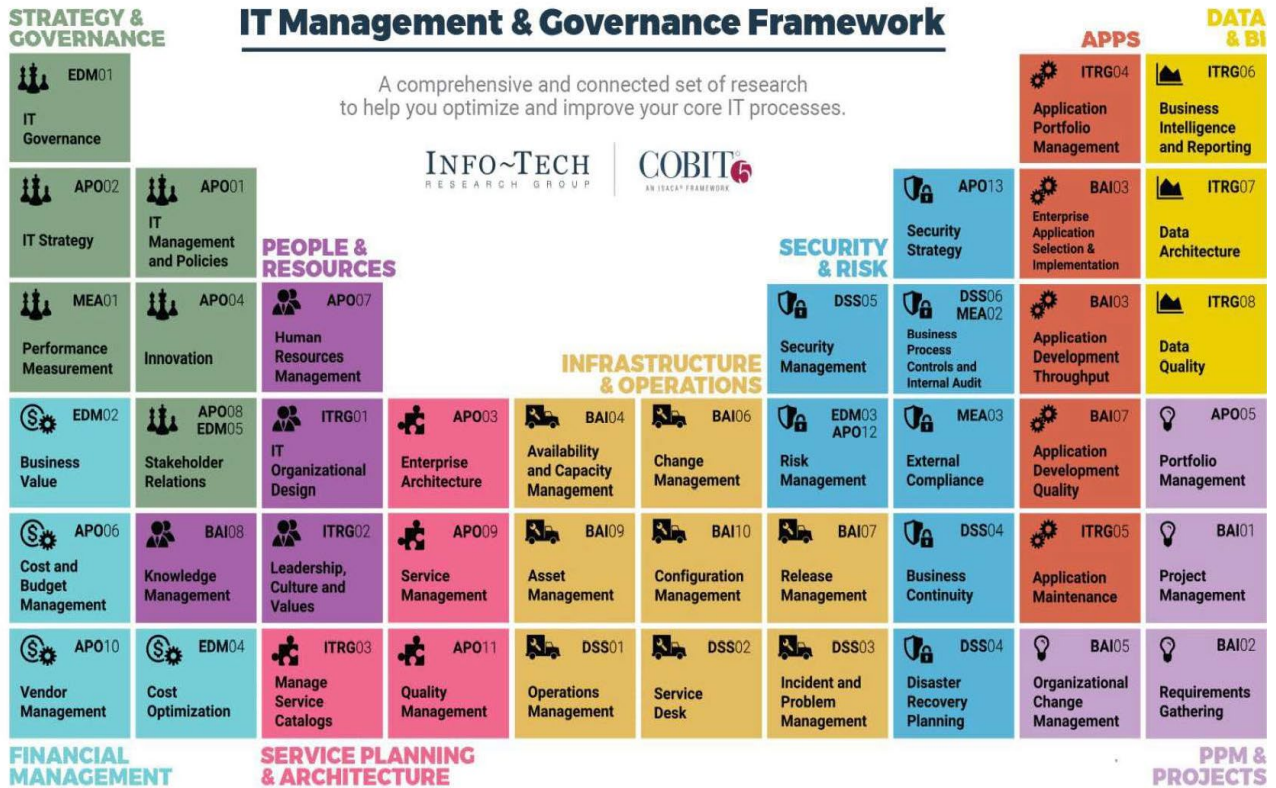 STRATEGY &
GOVERNANCE
IT Management & Governance Framework
A comprehensive and connected set of research
to help you optimize and improve your core IT processes.
INFO~TECH
RESEARCH GROUP
COBIT 5
AN ISACA® FRAMEWORK
APPS
DATA
& BI
EDM01
IT
Governance
ITRG04
Application
Portfolio
Management
ITRG06
Business
Intelligence
and Reporting
APO02
IT Strategy
APO01
IT
Management
and Policies
PEOPLE &
RESOURCES
SECURITY
& RISK
APO13
Security
Strategy
BAI03
Enterprise
Application
Selection &
Implementation
ITRG07
Data
Architecture
MEA01
Performance
Measurement
APO04
Innovation
APO07
Human
Resources
Management
INFRASTRUCTURE
& OPERATIONS
DSS05
Security
Management
DSS06
MEA02
Business
Process
Controls and
Internal Audit
BAI03
Application
Development
Throughput
ITRG08
Data
Quality
EDM02
Business
Value
APO08
EDM05
Stakeholder
Relations
ITRG01
IT
Organizational
Design
APO03
Enterprise
Architecture
BAI04
Availability
and Capacity
Management
BAI06
Change
Management
EDM03
APO12
Risk
Management
MEA03
External
Compliance
BAI07
Application
Development
Quality
APO05
Portfolio
Management
APO06
Cost and
Budget
Management
BAI08
Knowledge
Management
ITRG02
Leadership,
Culture and
Values
APO09
Service
Management
BAI09
Asset
Management
BAI10
Configuration
Management
BAI07
Release
Management
DSS04
Business
Continuity
ITRG05
Application
Maintenance
BAI01
Project
Management
APO10
Vendor
Management
EDM04
Cost
Optimization
ITRG03
Manage
Service
Catalogs
APO11
Quality
Management
DSS01
Operations
Management
DSS02
Service
Desk
DSS03
Incident and
Problem
Management
DSS04
Disaster
Recovery
Planning
BAI05
Organizational
Change
Management
BAI02
Requirements
Gathering
FINANCIAL
MANAGEMENT
SERVICE PLANNING
& ARCHITECTURE
PPM &
PROJECTS